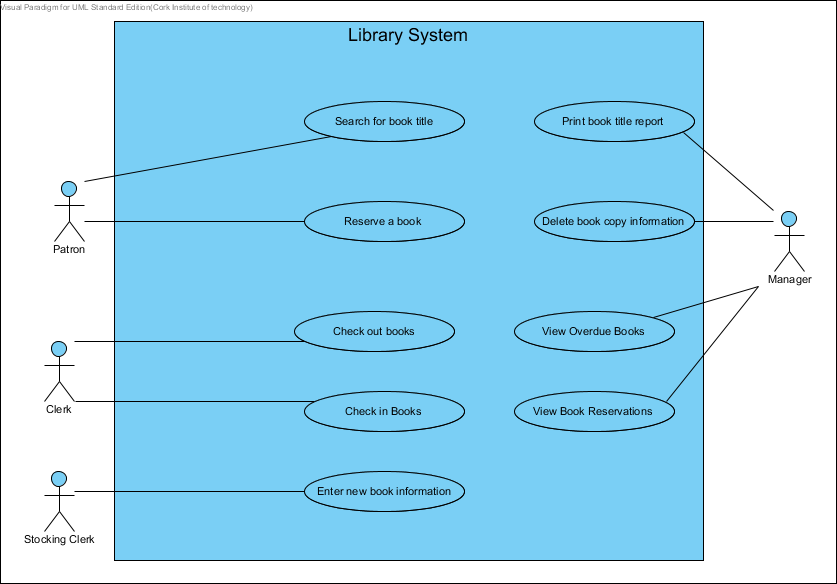 Visual Paradigm for UML Standard Edition(Cork Institute of technology)
Library System
Search for book title
Print book title report
Reserve a book
Delete book copy information
Patron
Manager
Check out books
View Overdue Books
Clerk
Check in Books
View Book Reservations
Enter new book information
Stocking Clerk